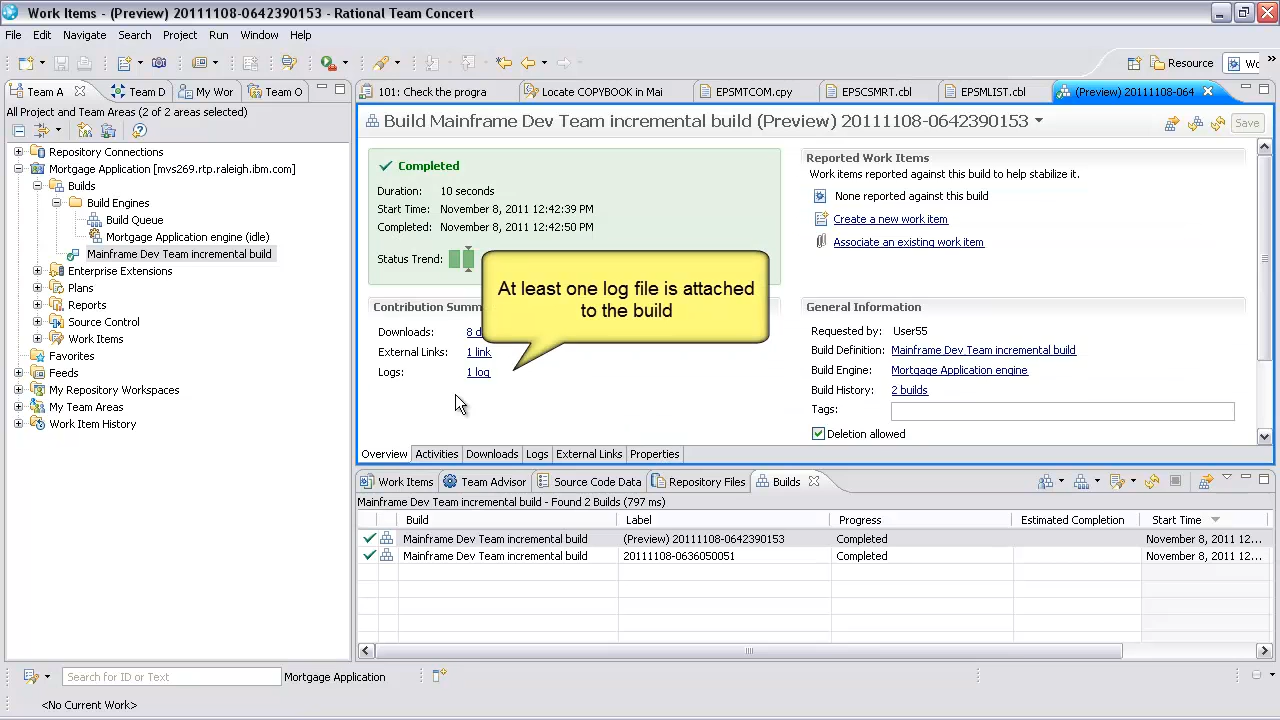 Work Items - (Preview) 20111108-0642390153 - Rational Team Concert
File Edit Navigate Search Project Run Window Help
Resource
Team A
Team D
My Wor
Team O
All Project and Team Areas (2 of 2 areas selected)
Repository Connections
Mortgage Application [mvs269.rtp.raleigh.ibm.com]
Builds
Build Engines
Build Queue
Mortgage Application engine (idle)
Mainframe Dev Team incremental build
Enterprise Extensions
Plans
Reports
Source Control
Work Items
Favorites
Feeds
My Repository Workspaces
My Team Areas
Work Item History
101: Check the progra
Locate COPYBOOK in Mai
EPSMTCOM.cpy
EPSCSMRT.cbl
EPSMLIST.cbl
(Preview) 20111108-064
Build Mainframe Dev Team incremental build (Preview) 20111108-0642390153
Save
Completed
Duration: 10 seconds
Start Time: November 8, 2011 12:42:39 PM
Completed: November 8, 2011 12:42:50 PM
Status Trend:
At least one log file is attached
to the build
Contribution Summ
Downloads: 8 d
External Links: 1 link
Logs: 1 log
Reported Work Items
Work items reported against this build to help stabilize it.
None reported against this build
Create a new work item
Associate an existing work item
General Information
Requested by: User55
Build Definition: Mainframe Dev Team incremental build
Build Engine: Mortgage Application engine
Build History: 2 builds
Tags:
Deletion allowed
Overview Activities Downloads Logs External Links Properties
Work Items Team Advisor Source Code Data Repository Files Builds
Mainframe Dev Team incremental build - Found 2 Builds (797 ms)
Build Label Progress Estimated Completion Start Time
Mainframe Dev Team incremental build (Preview) 20111108-0642390153 Completed November 8, 2011 12...
Mainframe Dev Team incremental build 20111108-0636050051 Completed November 8, 2011 12...
Search for ID or Text
Mortgage Application
<No Current Work>